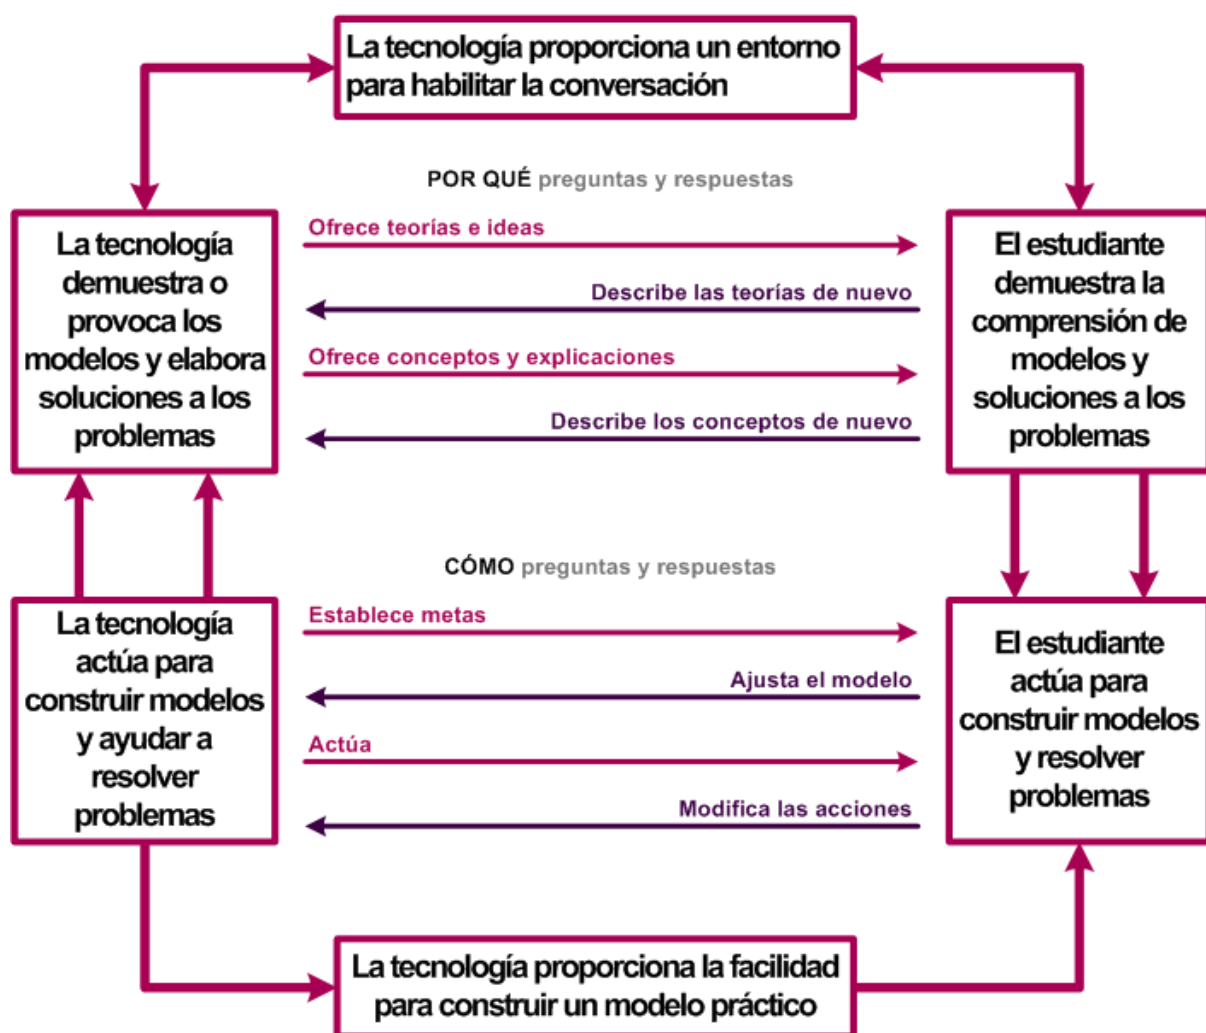 La tecnología proporciona un entorno
para habilitar la conversación
POR QUÉ preguntas y respuestas
La tecnología
demuestra o
provoca los
modelos y elabora
soluciones a los
problemas
Ofrece teorías e ideas
Describe las teorías de nuevo
Ofrece conceptos y explicaciones
Describe los conceptos de nuevo
El estudiante
demuestra la
comprensión de
modelos y
soluciones a los
problemas
CÓMO preguntas y respuestas
La tecnología
actúa para
construir modelos
y ayudar a
resolver
problemas
Establece metas
Ajusta el modelo
Actúa
Modifica las acciones
El estudiante
actúa para
construir modelos
y resolver
problemas
La tecnología proporciona la facilidad
para construir un modelo práctico